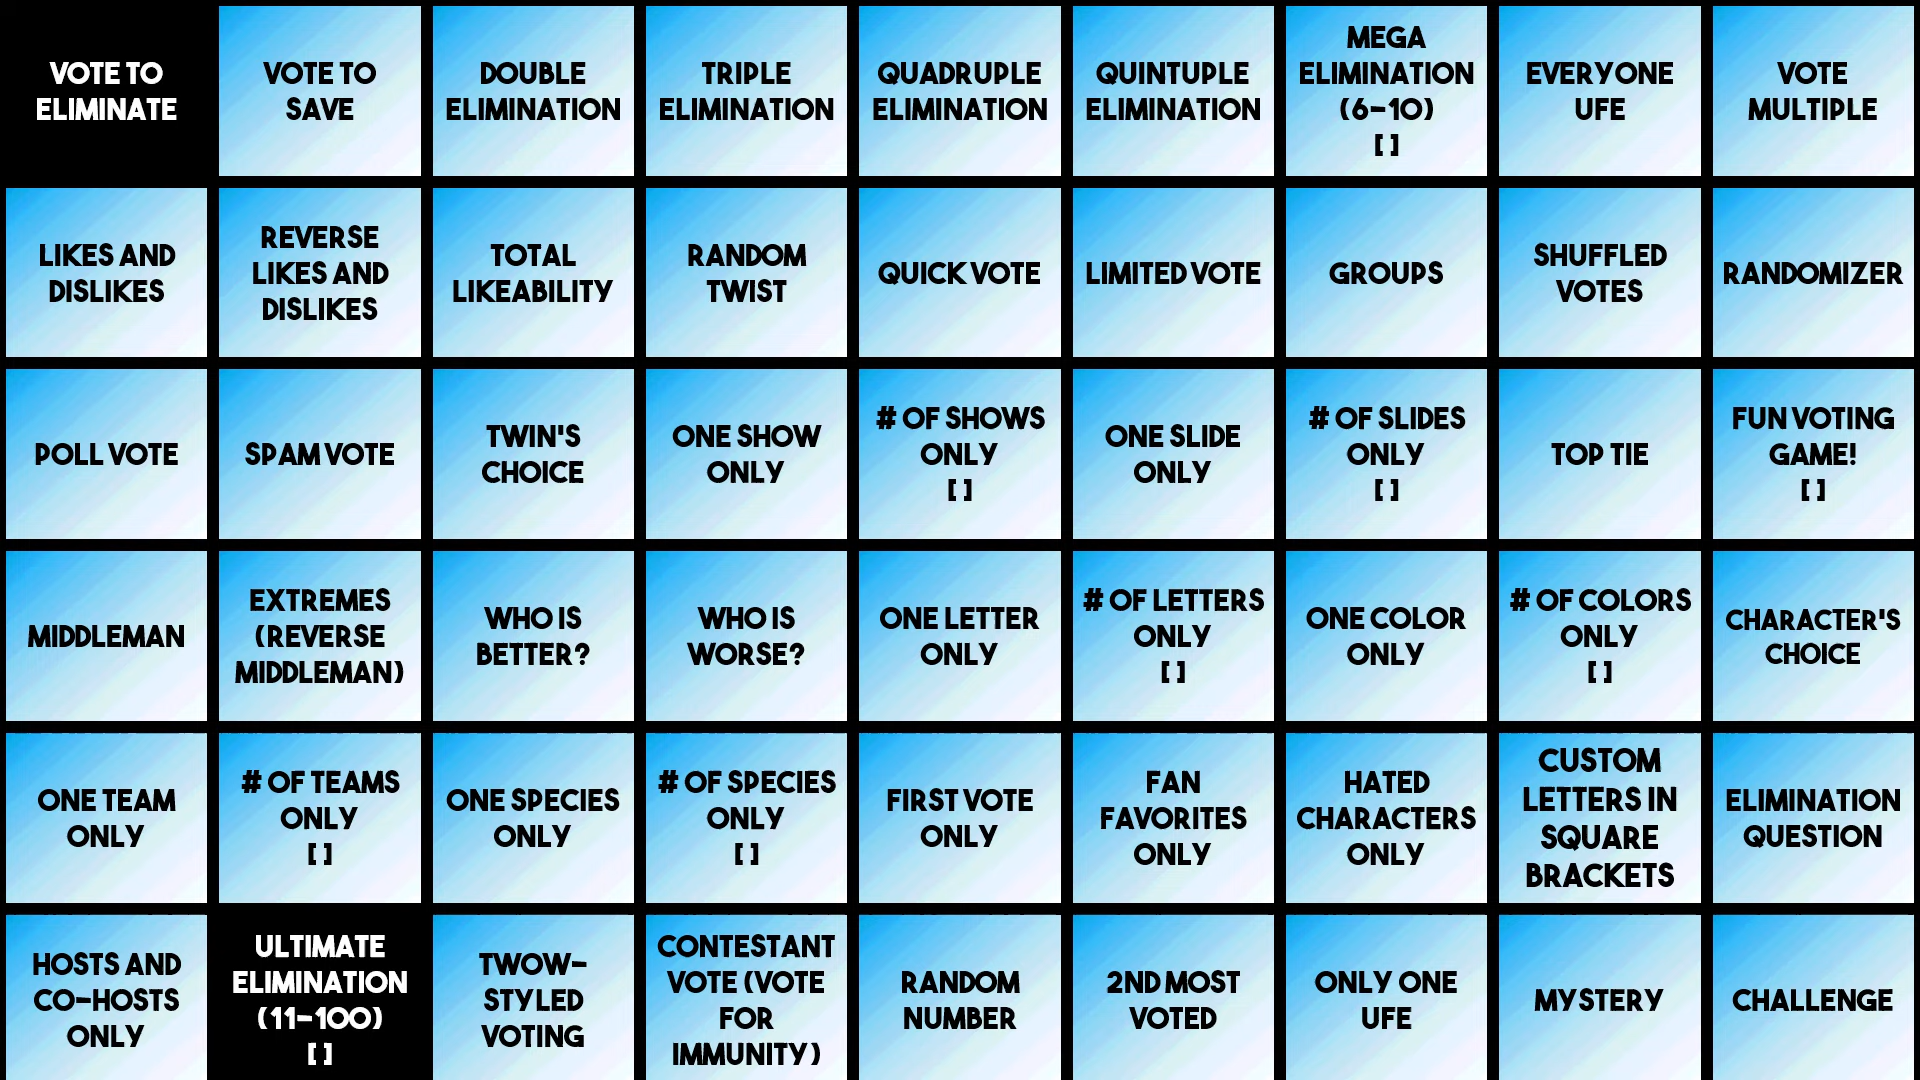 VOTE TO
ELIMINATE
VOTE TO
SAVE
DOUBLE
ELIMINATION
TRIPLE
ELIMINATION
QUADRUPLE
ELIMINATION
QUINTUPLE
ELIMINATION
MEGA
ELIMINATION
(6-10)
[ ]
EVERYONE
UFE
VOTE
MULTIPLE
LIKES AND
DISLIKES
REVERSE
LIKES AND
DISLIKES
TOTAL
LIKEABILITY
RANDOM
TWIST
QUICK VOTE
LIMITED VOTE
GROUPS
SHUFFLED
VOTES
RANDOMIZER
POLL VOTE
SPAM VOTE
TWIN'S
CHOICE
ONE SHOW
ONLY
# OF SHOWS
ONLY
[ ]
ONE SLIDE
ONLY
# OF SLIDES
ONLY
[ ]
TOP TIE
FUN VOTING
GAME!
[ ]
MIDDLEMAN
EXTREMES
(REVERSE
MIDDLEMAN)
WHO IS
BETTER?
WHO IS
WORSE?
ONE LETTER
ONLY
# OF LETTERS
ONLY
[ ]
ONE COLOR
ONLY
# OF COLORS
ONLY
[ ]
CHARACTER'S
CHOICE
ONE TEAM
ONLY
# OF TEAMS
ONLY
[ ]
ONE SPECIES
ONLY
# OF SPECIES
ONLY
[ ]
FIRST VOTE
ONLY
FAN
FAVORITES
ONLY
HATED
CHARACTERS
ONLY
CUSTOM
LETTERS IN
SQUARE
BRACKETS
ELIMINATION
QUESTION
HOSTS AND
CO-HOSTS
ONLY
ULTIMATE
ELIMINATION
(11-100)
[ ]
TWOW-
STYLED
VOTING
CONTESTANT
VOTE (VOTE
FOR
IMMUNITY)
RANDOM
NUMBER
2ND MOST
VOTED
ONLY ONE
UFE
MYSTERY
CHALLENGE